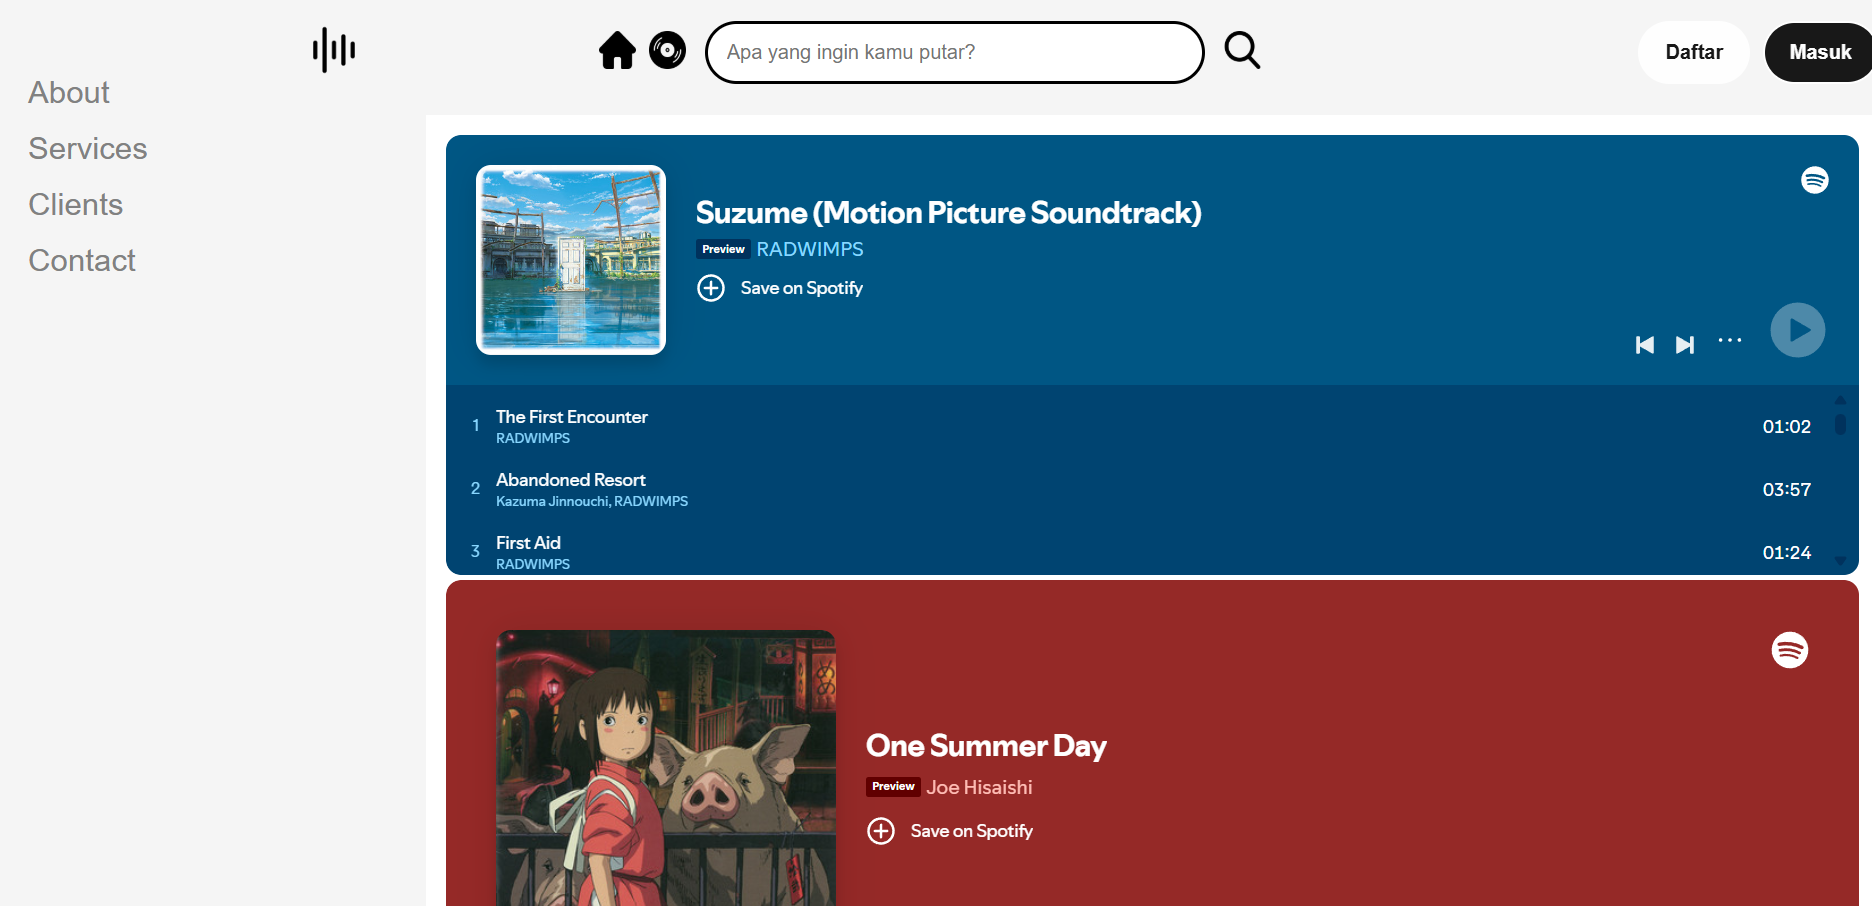 Apa yang ingin kamu putar?
Daftar
Masuk
About
Services
Clients
Contact
Suzume (Motion Picture Soundtrack)
Preview RADWIMPS
Save on Spotify
1 The First Encounter 01:02
RADWIMPS
2 Abandoned Resort 03:57
Kazuma Jinnouchi, RADWIMPS
3 First Aid 01:24
RADWIMPS
One Summer Day
Preview Joe Hisaishi
Save on Spotify